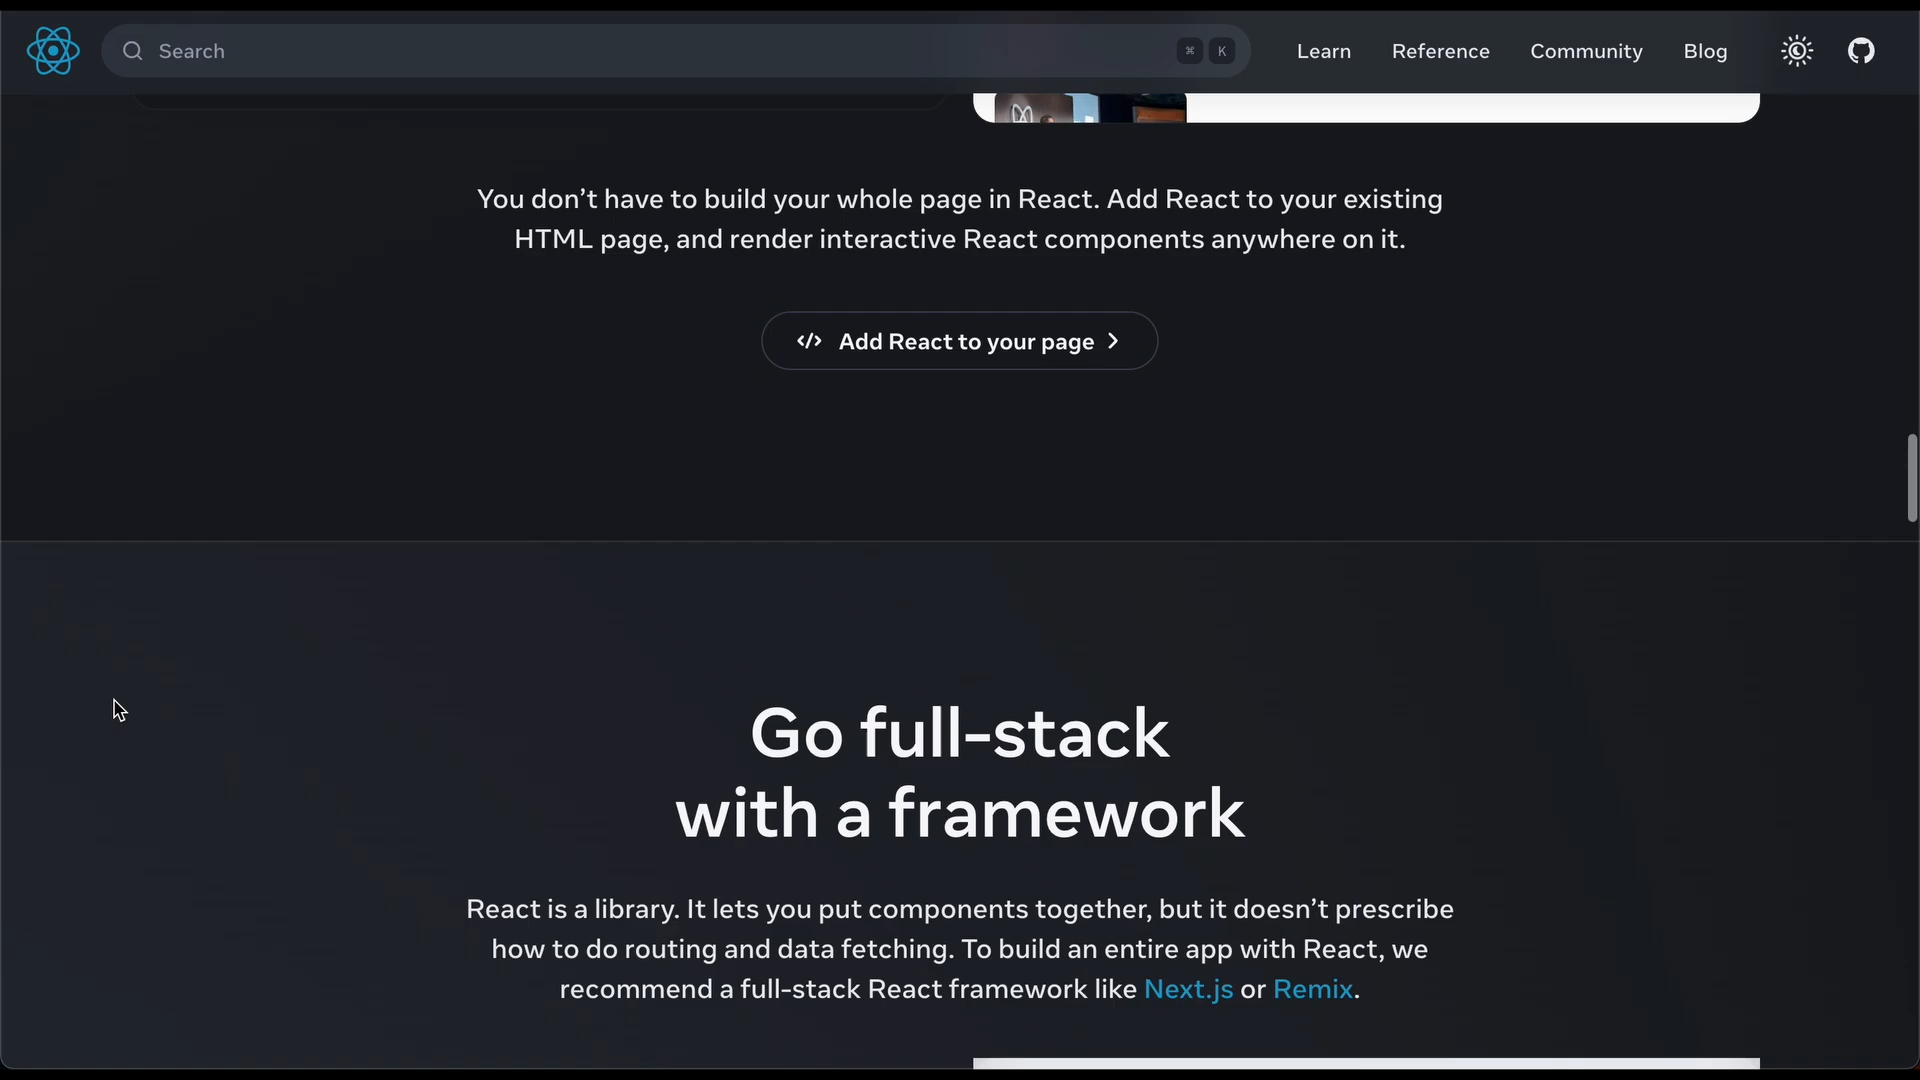 Search
⌘ K
Learn
Reference
Community
Blog
You don’t have to build your whole page in React. Add React to your existing
HTML page, and render interactive React components anywhere on it.
Add React to your page
Go full-stack
with a framework
React is a library. It lets you put components together, but it doesn’t prescribe
how to do routing and data fetching. To build an entire app with React, we
recommend a full-stack React framework like Next.js or Remix.